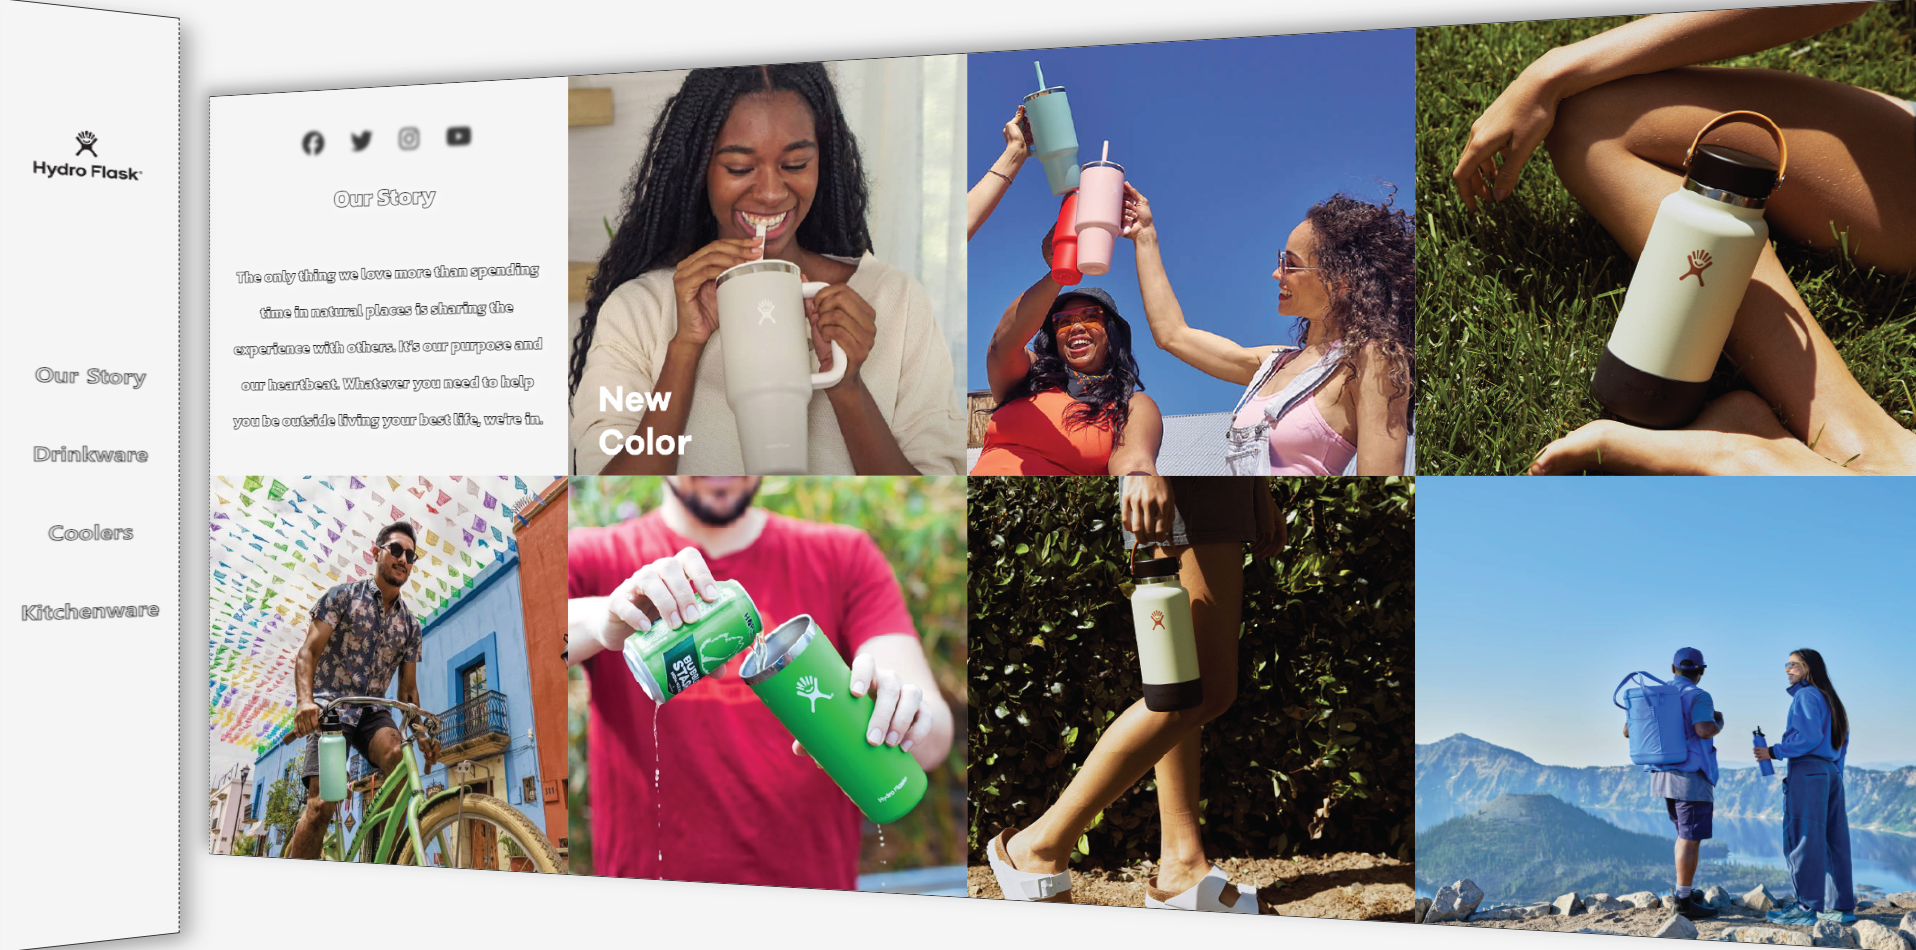 Hydro Flask
Our Story
Drinkware
Coolers
Kitchenware
Our Story
The only thing we love more than spending
time in natural places is sharing the
experience with others. It's our purpose and
our heartbeat. Whatever you need to help
you be outside living your best life, we're in.
New
Color
Hydro Flask